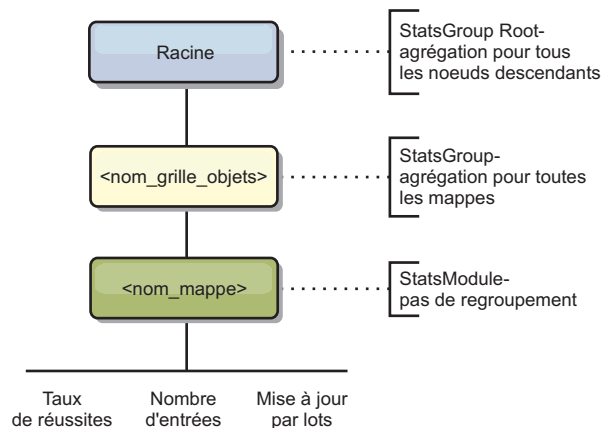 Racine
StatsGroup Root-
agrégation pour tous
les noeuds descendants
<nom_grille_objets>
StatsGroup-
agrégation pour toutes
les mappes
<nom_mappe>
StatsModule-
pas de regroupement
Taux
de réussites
Nombre
d'entrées
Mise à jour
par lots